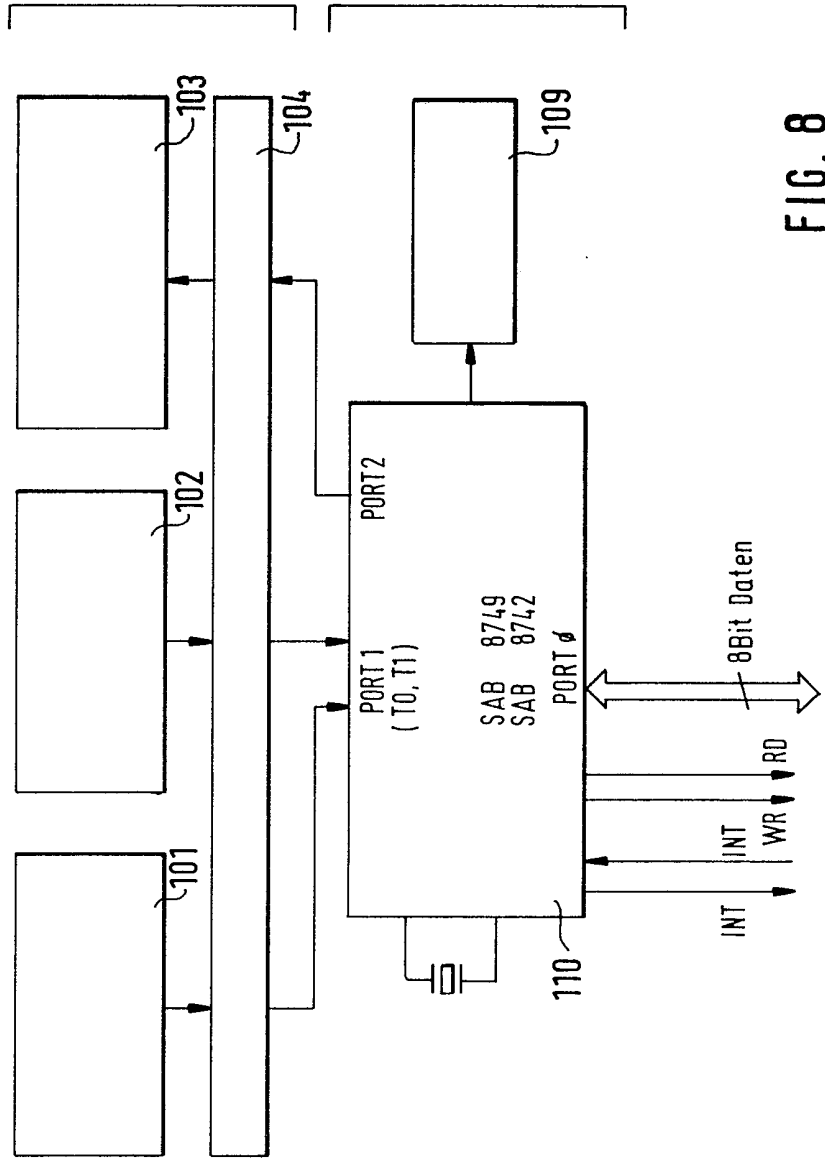 101
102
103
104
PORT1
(T0, T1)
PORT2
SAB 8749
SAB 8742
PORTø
109
110
INT
INT
WR
RD
8Bit Daten
FIG. 8